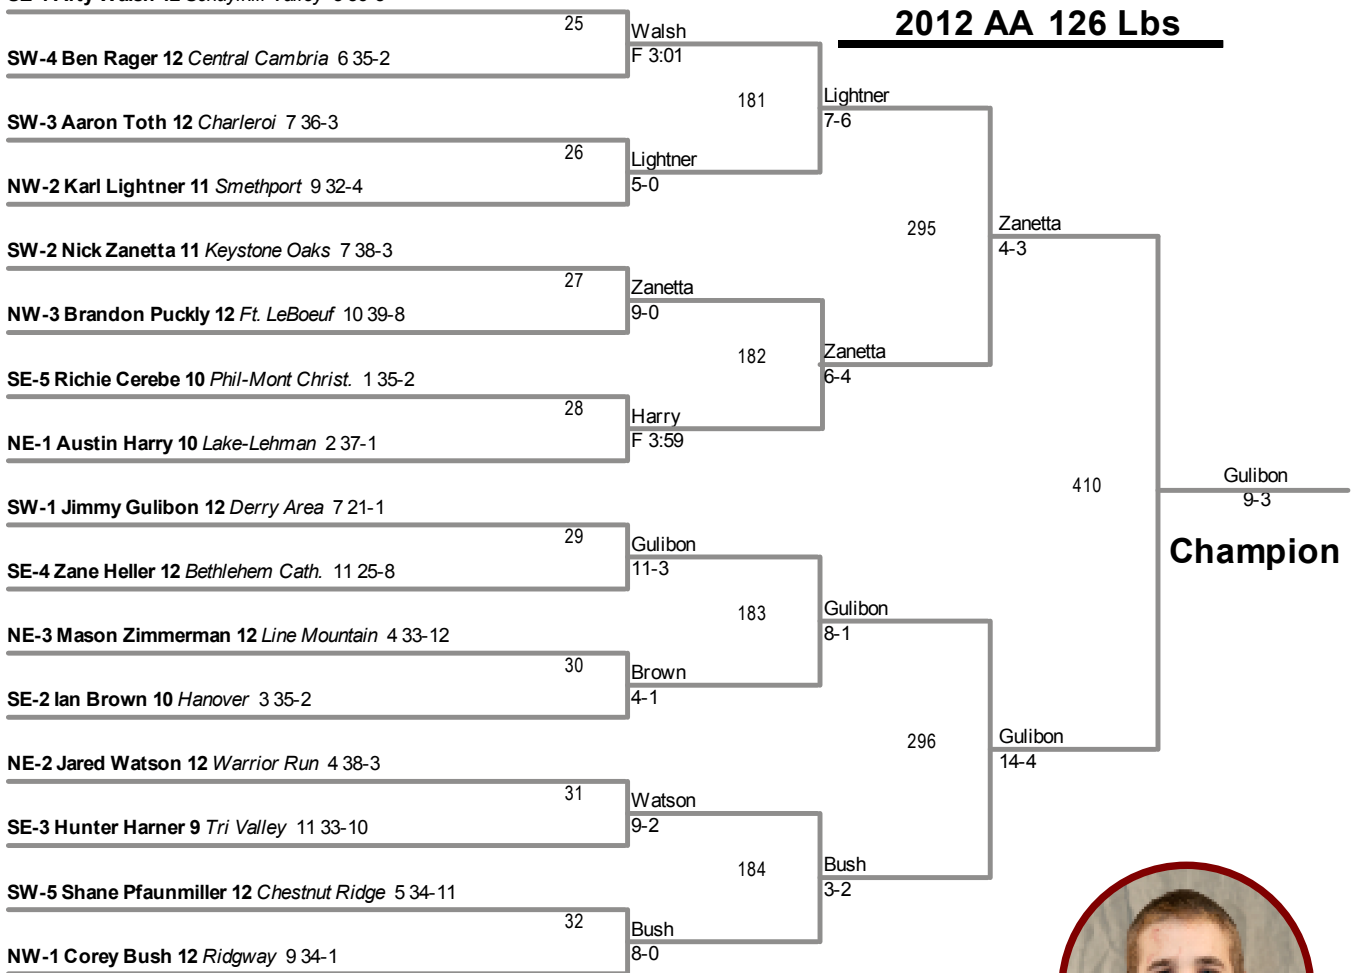 2012 AA 126 Lbs
25
Walsh
SW-4 Ben Rager 12 Central Cambria 6 35-2
F 3:01
181
Lightner
7-6
SW-3 Aaron Toth 12 Charleroi 7 36-3
26
Lightner
NW-2 Karl Lightner 11 Smethport 9 32-4
5-0
295
Zanetta
4-3
SW-2 Nick Zanetta 11 Keystone Oaks 7 38-3
27
Zanetta
NW-3 Brandon Puckly 12 Ft. LeBoeuf 10 39-8
9-0
182
Zanetta
6-4
SE-5 Richie Cerebe 10 Phil-Mont Christ. 1 35-2
28
Harry
NE-1 Austin Harry 10 Lake-Lehman 2 37-1
F 3:59
410
Gulibon
9-3
Champion
SW-1 Jimmy Gulibon 12 Derry Area 7 21-1
29
Gulibon
SE-4 Zane Heller 12 Bethlehem Cath. 11 25-8
11-3
183
Gulibon
8-1
NE-3 Mason Zimmerman 12 Line Mountain 4 33-12
30
Brown
SE-2 Ian Brown 10 Hanover 3 35-2
4-1
296
Gulibon
14-4
NE-2 Jared Watson 12 Warrior Run 4 38-3
31
Watson
SE-3 Hunter Harner 9 Tri Valley 11 33-10
9-2
184
Bush
3-2
SW-5 Shane Pfaunmiller 12 Chestnut Ridge 5 34-11
32
Bush
NW-1 Corey Bush 12 Ridgway 9 34-1
8-0